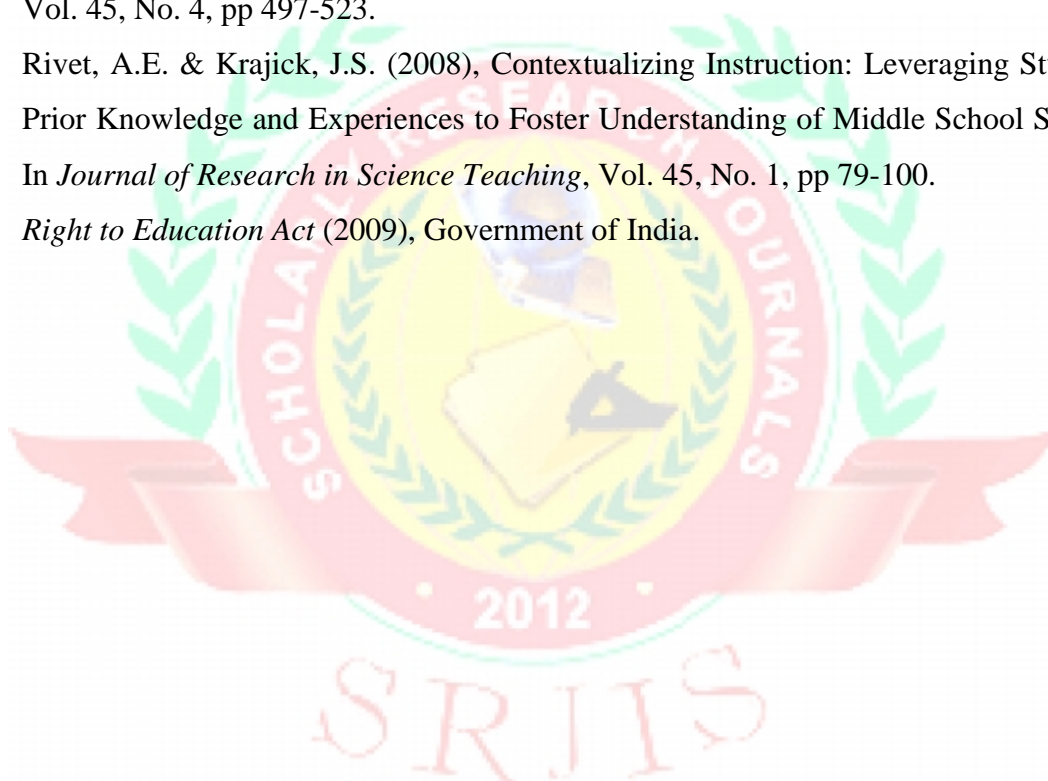 Vol. 45, No. 4, pp 497-523.
Rivet, A.E. & Krajick, J.S. (2008), Contextualizing Instruction: Leveraging St
Prior Knowledge and Experiences to Foster Understanding of Middle School S
In Journal of Research in Science Teaching, Vol. 45, No. 1, pp 79-100.
Right to Education Act (2009), Government of India.
SCHOLARLY RESEARCH JOURNALS
2012
SRJIS